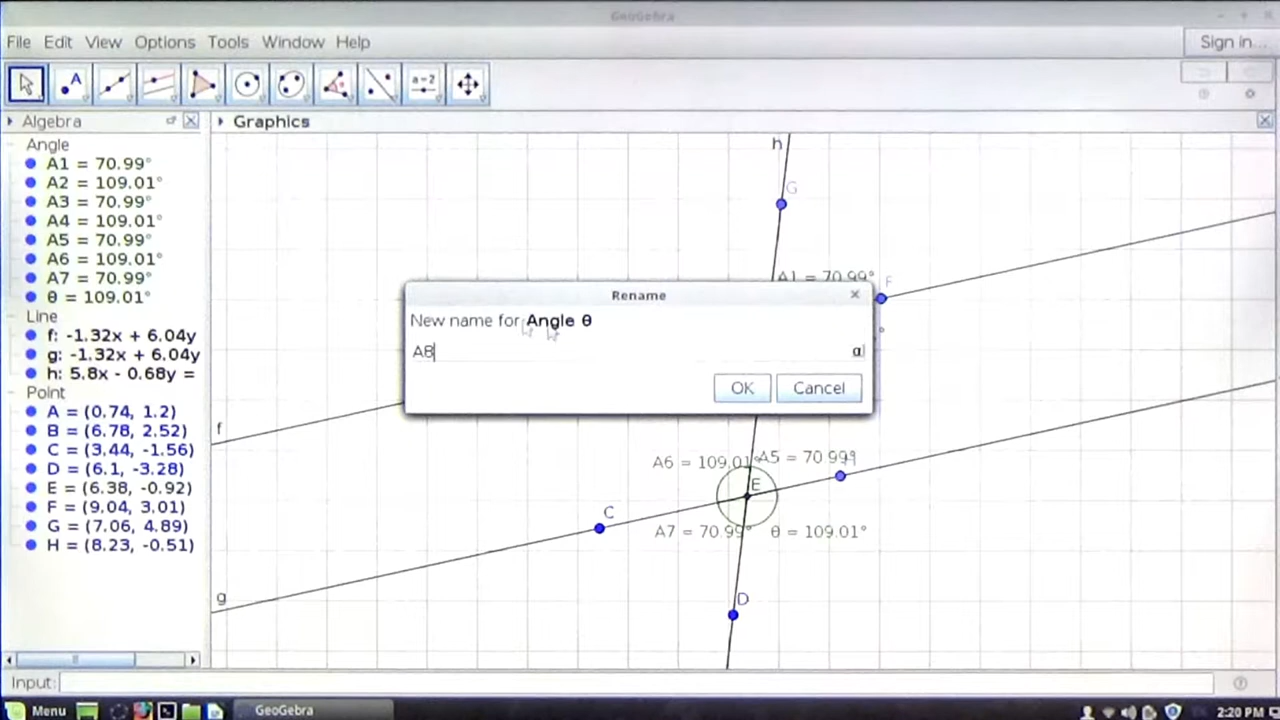 GeoGebra
File Edit View Options Tools Window Help
Sign in...
A
a=2
Algebra
Graphics
Angle
A1 = 70.99°
A2 = 109.01°
A3 = 70.99°
A4 = 109.01°
A5 = 70.99°
A6 = 109.01°
A7 = 70.99°
θ = 109.01°
Line
f: -1.32x + 6.04y
g: -1.32x + 6.04y
h: 5.8x - 0.68y =
Point
A = (0.74, 1.2)
B = (6.78, 2.52)
C = (3.44, -1.56)
D = (6.1, -3.28)
E = (6.38, -0.92)
F = (9.04, 3.01)
G = (7.06, 4.89)
H = (8.23, -0.51)
h
G
A1 = 70.99°
F
Rename
New name for Angle θ
A8
α
OK Cancel
f
A6 = 109.01° A5 = 70.99°
H
E
C
A7 = 70.99° θ = 109.01°
g
D
Input:
Menu GeoGebra 2:20 PM